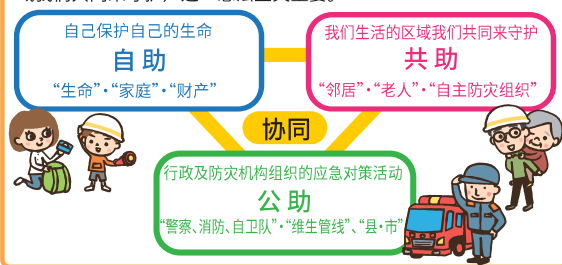 自己保护自己的生命
自助
“生命”·“家庭”·“财产”
我们生活的区域我们共同来守护
共助
“邻居”·“老人”·“自主防灾组织”
协同
行政及防灾机构组织的应急对策活动
公助
“警察、消防、自卫队”·“维生管线”、“县·市”